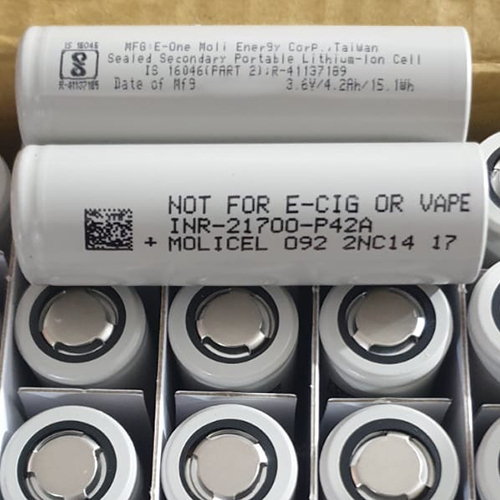 IS 16046
R-41137189
MFG:E-One Moli Energy Corp.,Taiwan
Sealed Secondary Portable Lithium-Ion Cell
IS 16046(PART 2);R-41137189
Date of Mfg 3.6V/4.2Ah/15.1Wh
NOT FOR E-CIG OR VAPE
INR-21700-P42A
+ MOLICEL 092 2NC14 17